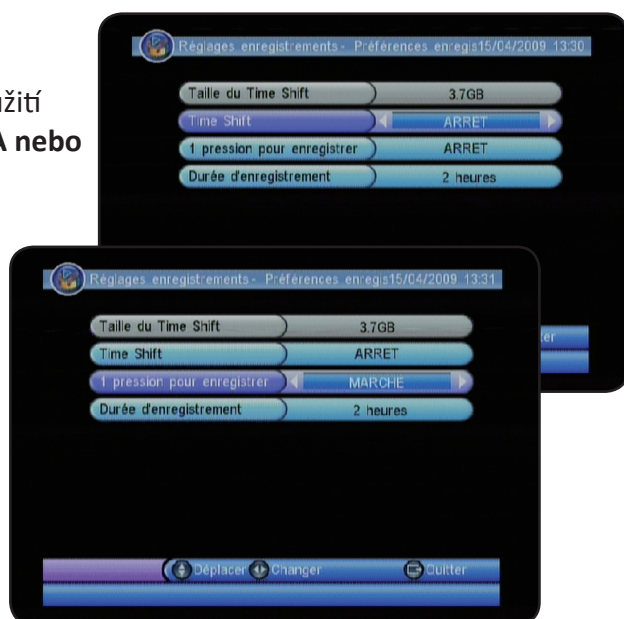 Réglages enregistrements - Préférences enregis15/04/2009 13:30
Taille du Time Shift 3.7GB
Time Shift ARRET
1 pression pour enregistrer ARRET
Durée d'enregistrement 2 heures
užití
A nebo
Réglages enregistrements - Préférences enregis15/04/2009 13:31
Taille du Time Shift 3.7GB
Time Shift ARRET
1 pression pour enregistrer MARCHE
Durée d'enregistrement 2 heures
Déplacer Changer Quitter
ter